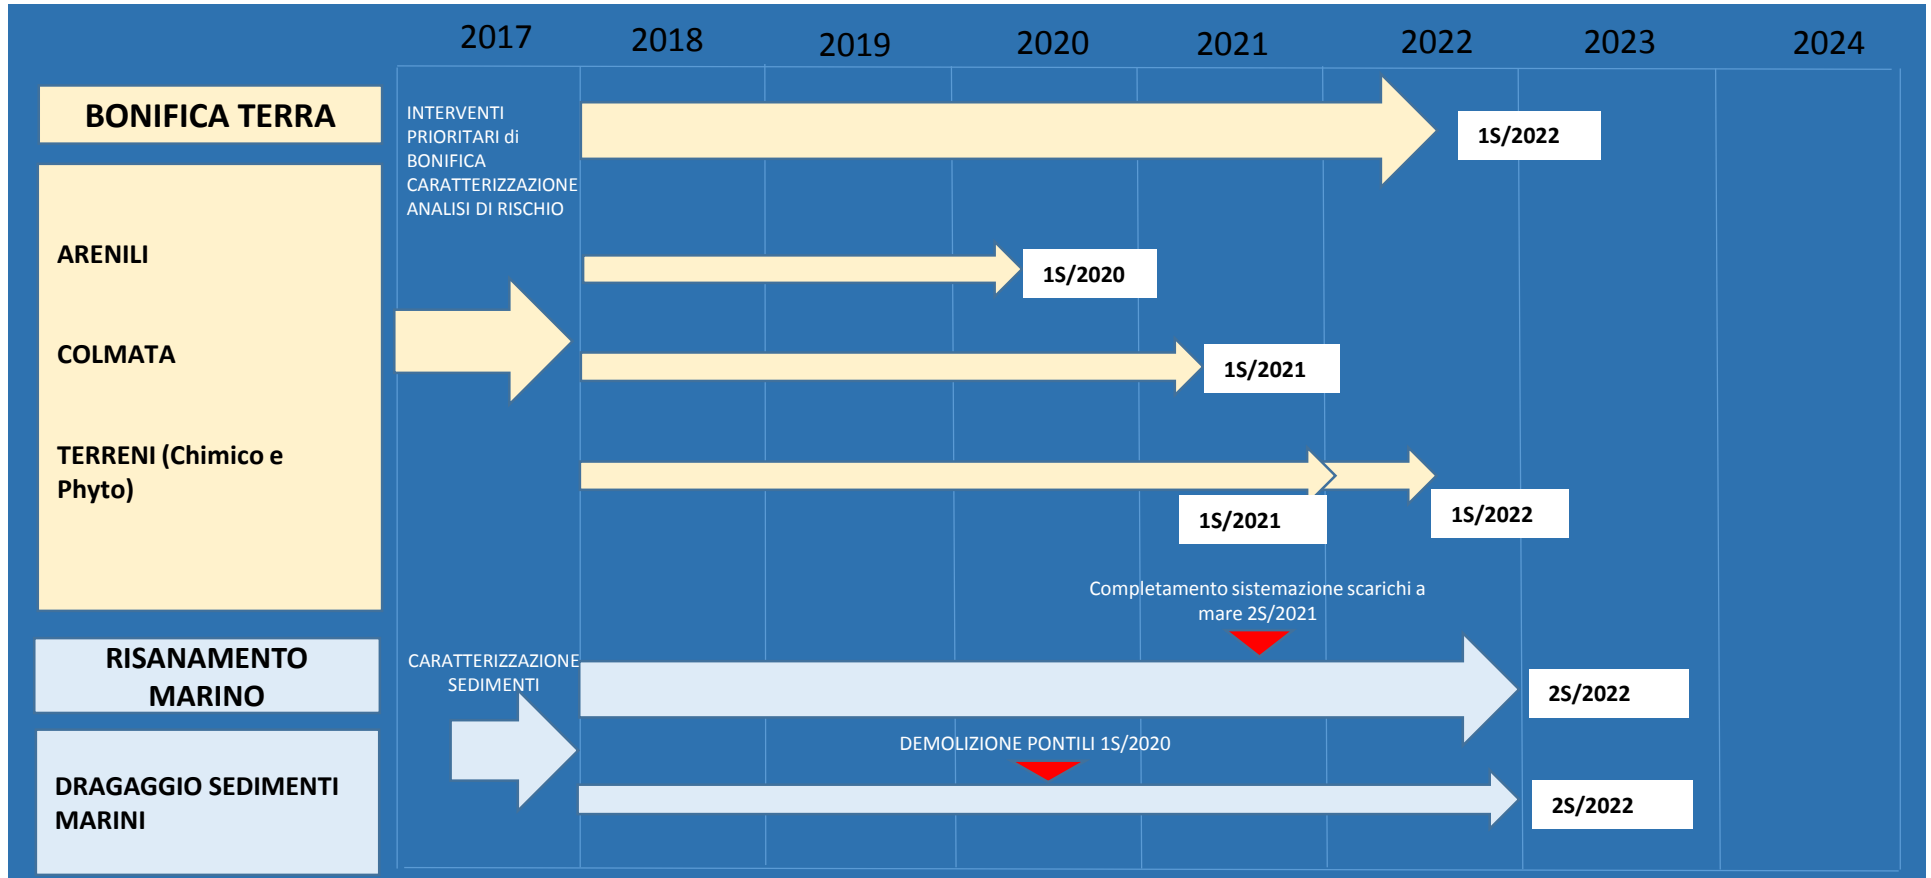 2017 2018 2019 2020 2021 2022 2023 2024
BONIFICA TERRA
INTERVENTI
PRIORITARI di
BONIFICA
CARATTERIZZAZIONE
ANALISI DI RISCHIO
1S/2022
ARENILI
1S/2020
COLMATA
1S/2021
TERRENI (Chimico e
Phyto)
1S/2021
1S/2022
Completamento sistemazione scarichi a
mare 2S/2021
RISANAMENTO
MARINO
CARATTERIZZAZIONE
SEDIMENTI
2S/2022
DEMOLIZIONE PONTILI 1S/2020
DRAGAGGIO SEDIMENTI
MARINI
2S/2022